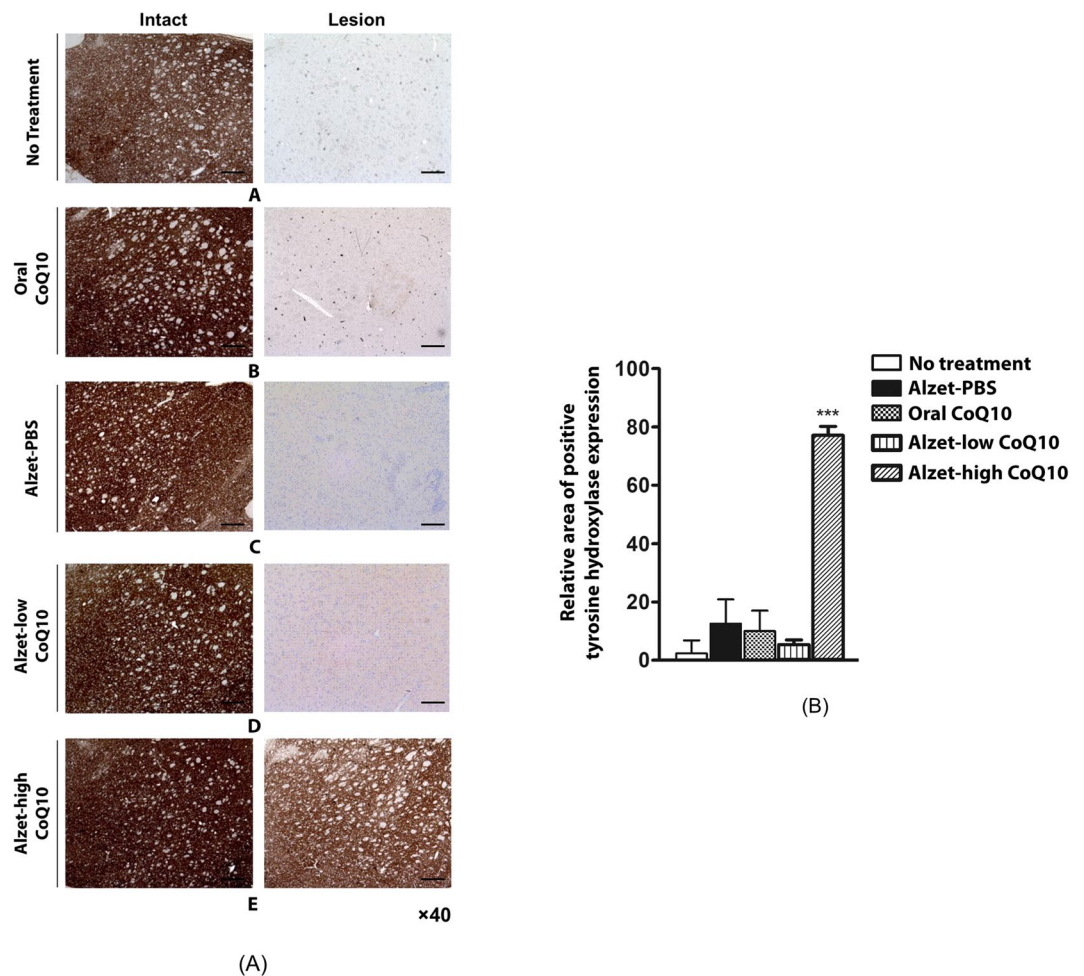 Intact
Lesion
No Treatment
A
Oral
CoQ10
B
Alzet-PBS
C
Alzet-low
CoQ10
D
Alzet-high
CoQ10
E
×40
(A)
Relative area of positive
tyrosine hydroxylase expression
100
80
60
40
20
0
***
No treatment
Alzet-PBS
Oral CoQ10
Alzet-low CoQ10
Alzet-high CoQ10
(B)